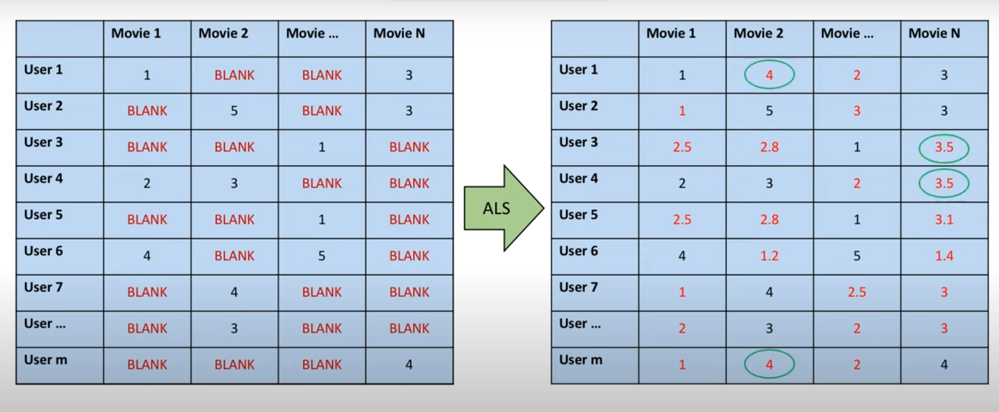 Movie 1 Movie 2 Movie ... Movie N
User 1 1 BLANK BLANK 3
User 2 BLANK 5 BLANK 3
User 3 BLANK BLANK 1 BLANK
User 4 2 3 BLANK BLANK
User 5 BLANK BLANK 1 BLANK
User 6 4 BLANK 5 BLANK
User 7 BLANK 4 BLANK BLANK
User ... BLANK 3 BLANK BLANK
User m BLANK BLANK BLANK 4
ALS
Movie 1 Movie 2 Movie ... Movie N
User 1 1 4 2 3
User 2 1 5 3 3
User 3 2.5 2.8 1 3.5
User 4 2 3 2 3.5
User 5 2.5 2.8 1 3.1
User 6 4 1.2 5 1.4
User 7 1 4 2.5 3
User ... 2 3 2 3
User m 1 4 2 4